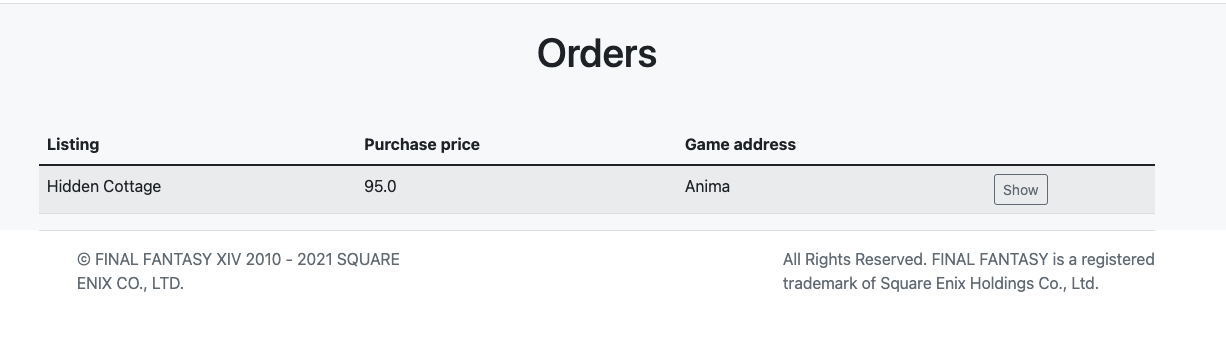 Orders
Listing Purchase price Game address
Hidden Cottage 95.0 Anima Show
© FINAL FANTASY XIV 2010 - 2021 SQUARE
ENIX CO., LTD.
All Rights Reserved. FINAL FANTASY is a registered
trademark of Square Enix Holdings Co., Ltd.